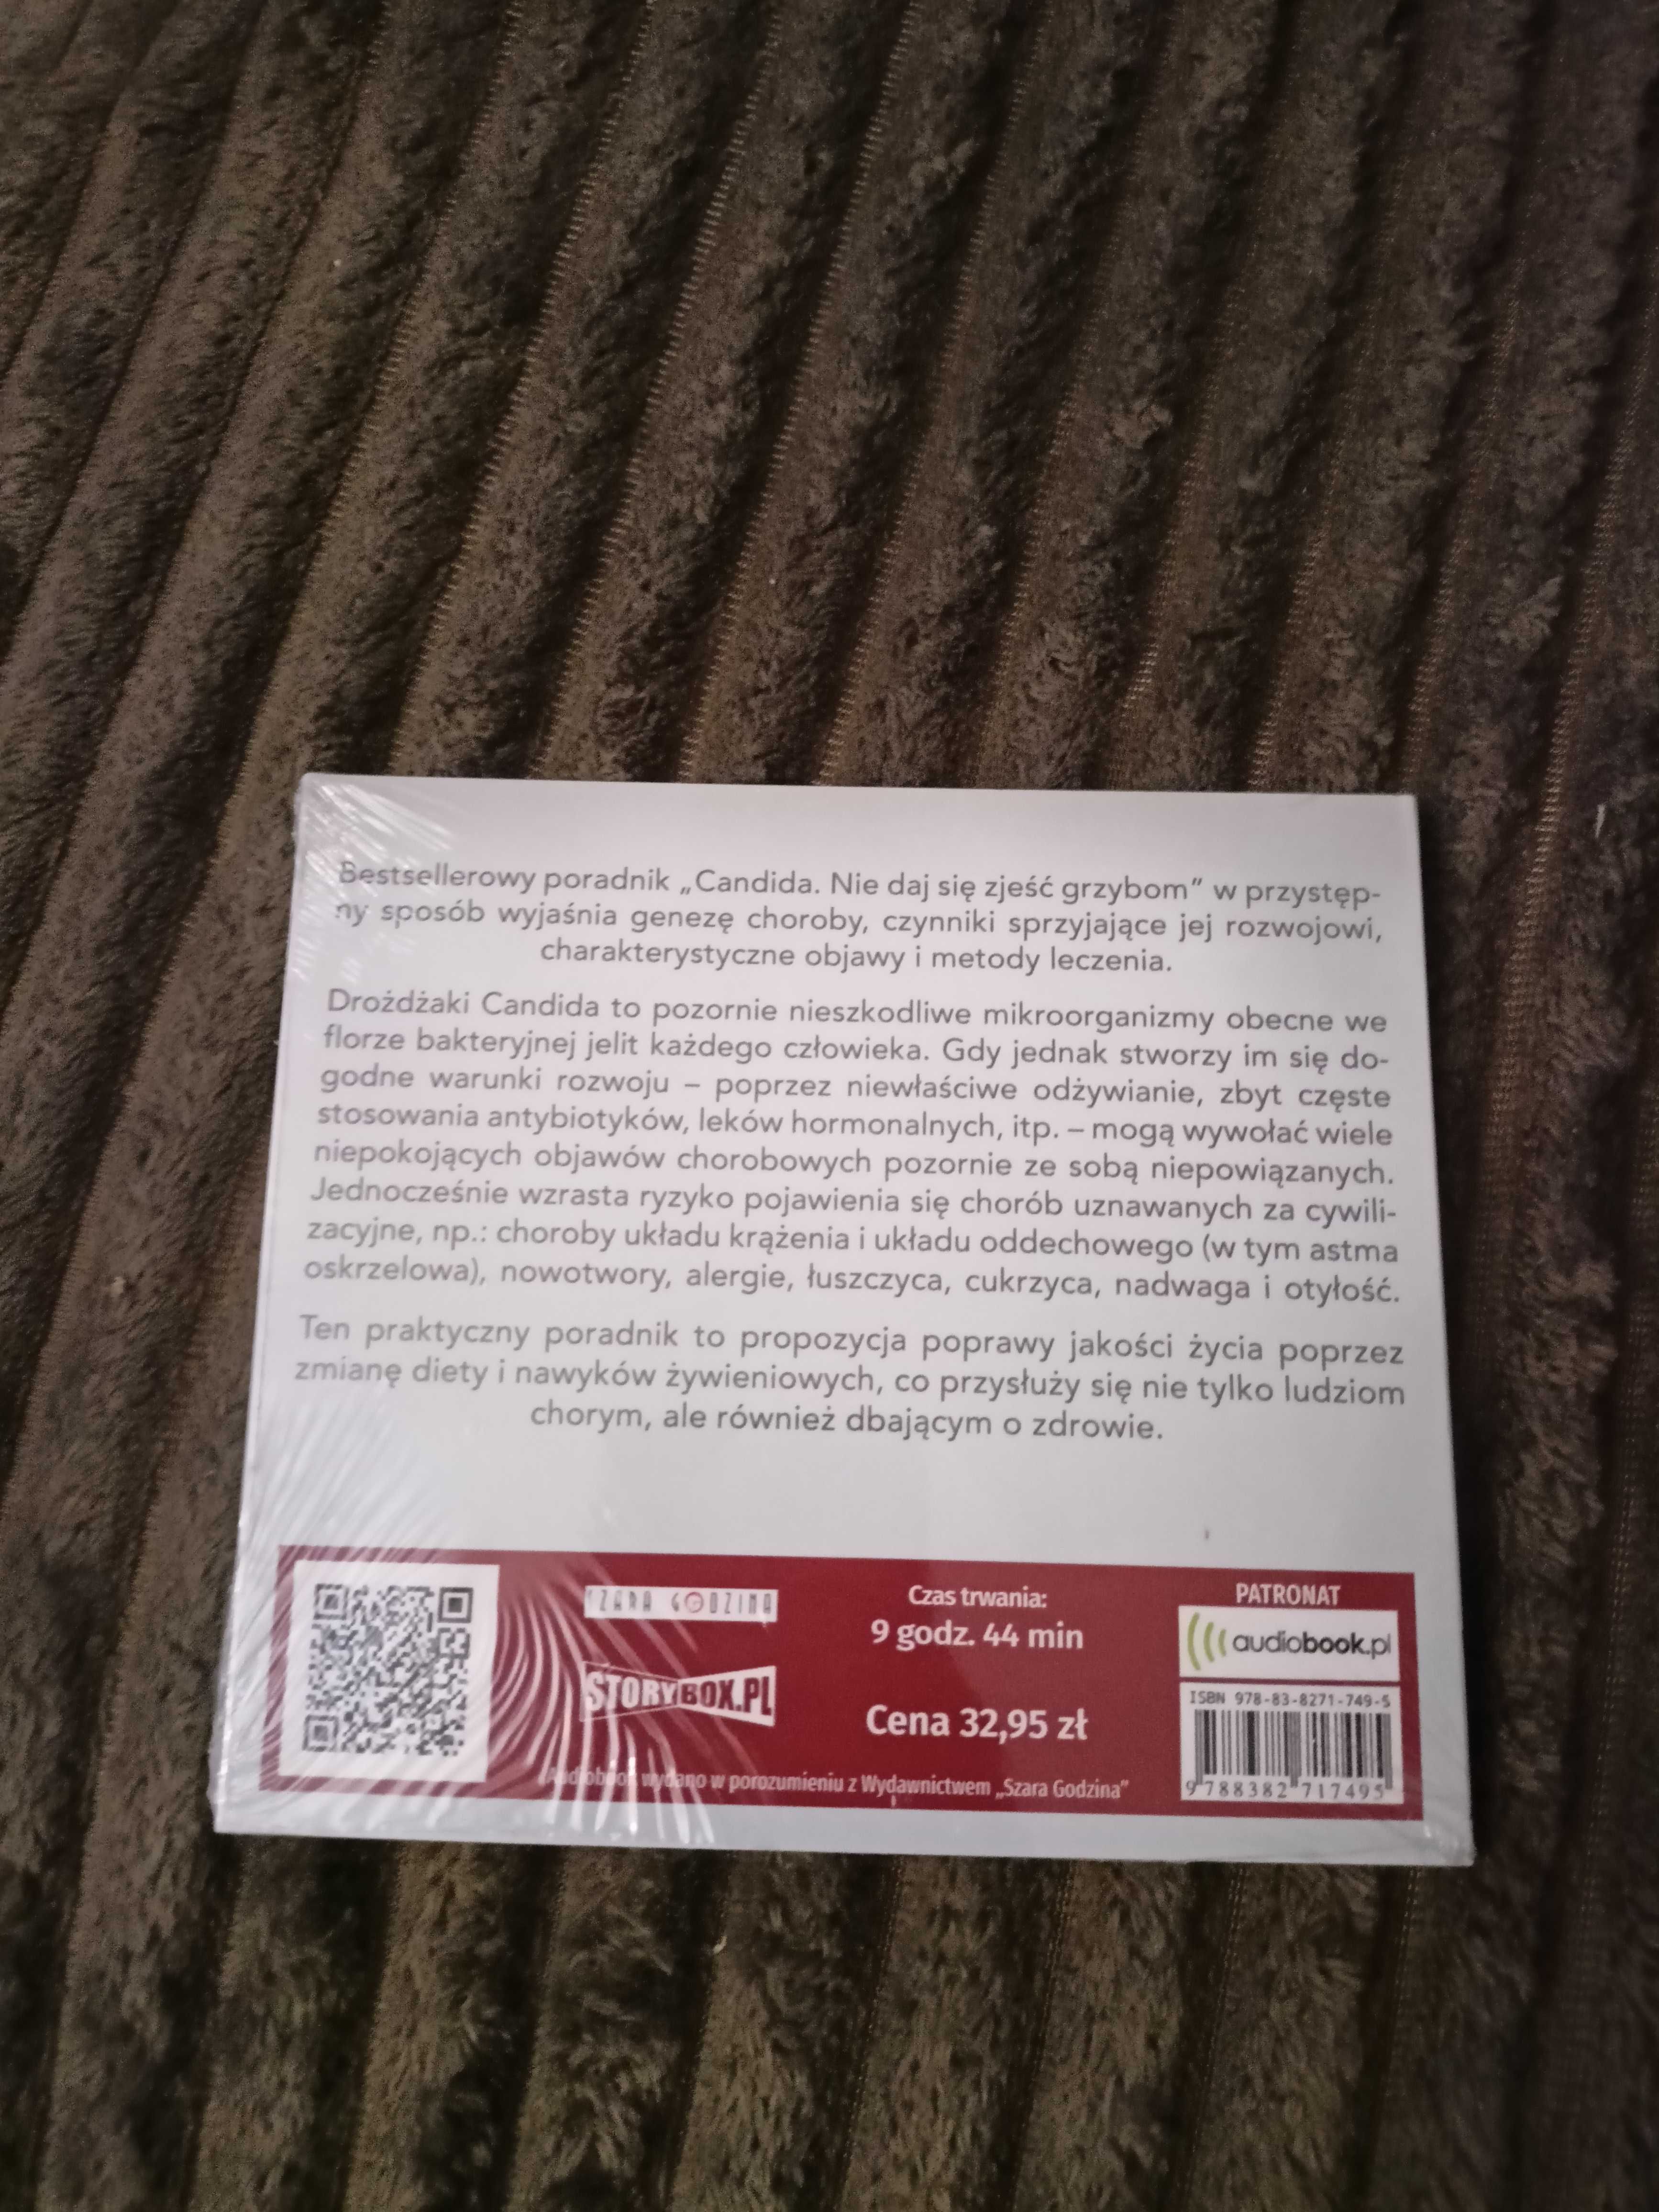 Bestsellerowy poradnik „Candida. Nie daj się zjeść grzybom” w przystęp-
ny sposób wyjaśnia genezę choroby, czynniki sprzyjające jej rozwojowi,
charakterystyczne objawy i metody leczenia.
Drożdżaki Candida to pozornie nieszkodliwe mikroorganizmy obecne we
florze bakteryjnej jelit każdego człowieka. Gdy jednak stworzy im się do-
godne warunki rozwoju – poprzez niewłaściwe odżywianie, zbyt częste
stosowania antybiotyków, leków hormonalnych, itp. – mogą wywołać wiele
niepokojących objawów chorobowych pozornie ze sobą niepowiązanych.
Jednocześnie wzrasta ryzyko pojawienia się chorób uznawanych za cywili-
zacyjne, np.: choroby układu krążenia i układu oddechowego (w tym astma
oskrzelowa), nowotwory, alergie, łuszczyca, cukrzyca, nadwaga i otyłość.
Ten praktyczny poradnik to propozycja poprawy jakości życia poprzez
zmianę diety i nawyków żywieniowych, co przysłuży się nie tylko ludziom
chorym, ale również dbającym o zdrowie.
SZARA GODZINA
STORYBOX.PL
Czas trwania:
9 godz. 44 min
Cena 32,95 zł
Audiobook wydano w porozumieniu z Wydawnictwem „Szara Godzina”
PATRONAT
audiobook.pl
ISBN 978-83-8271-749-5
9 788382 717495